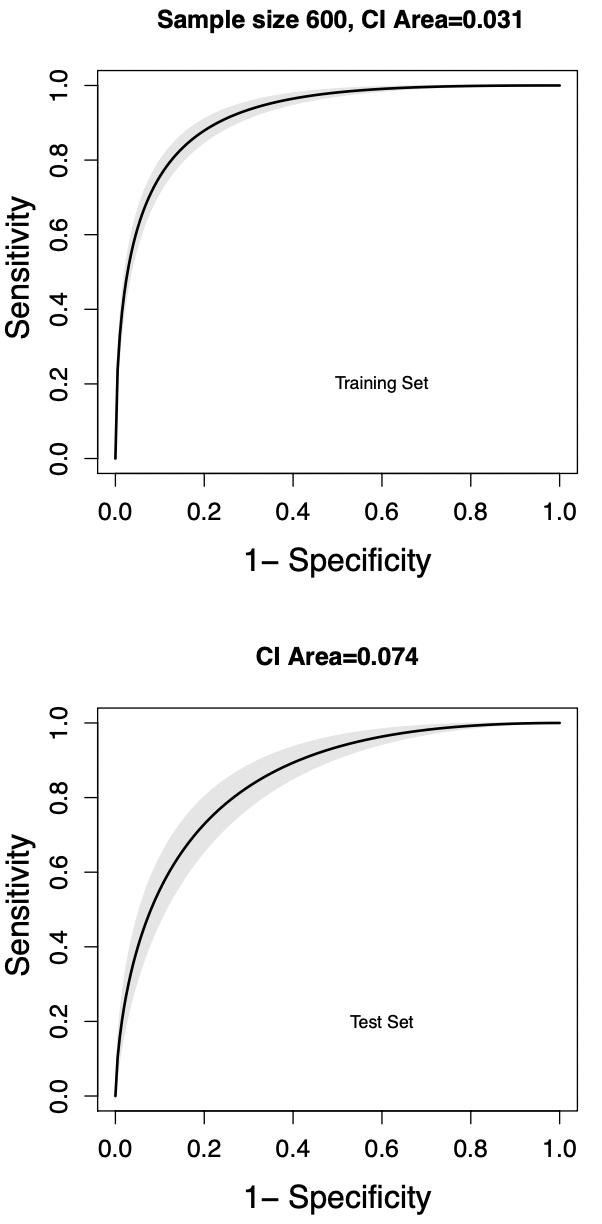 Sample size 600, CI Area=0.031
1.0
0.8
0.6
0.4
0.2
0.0
Sensitivity
Training Set
0.0 0.2 0.4 0.6 0.8 1.0
1− Specificity
CI Area=0.074
1.0
0.8
0.6
0.4
0.2
0.0
Sensitivity
Test Set
0.0 0.2 0.4 0.6 0.8 1.0
1− Specificity